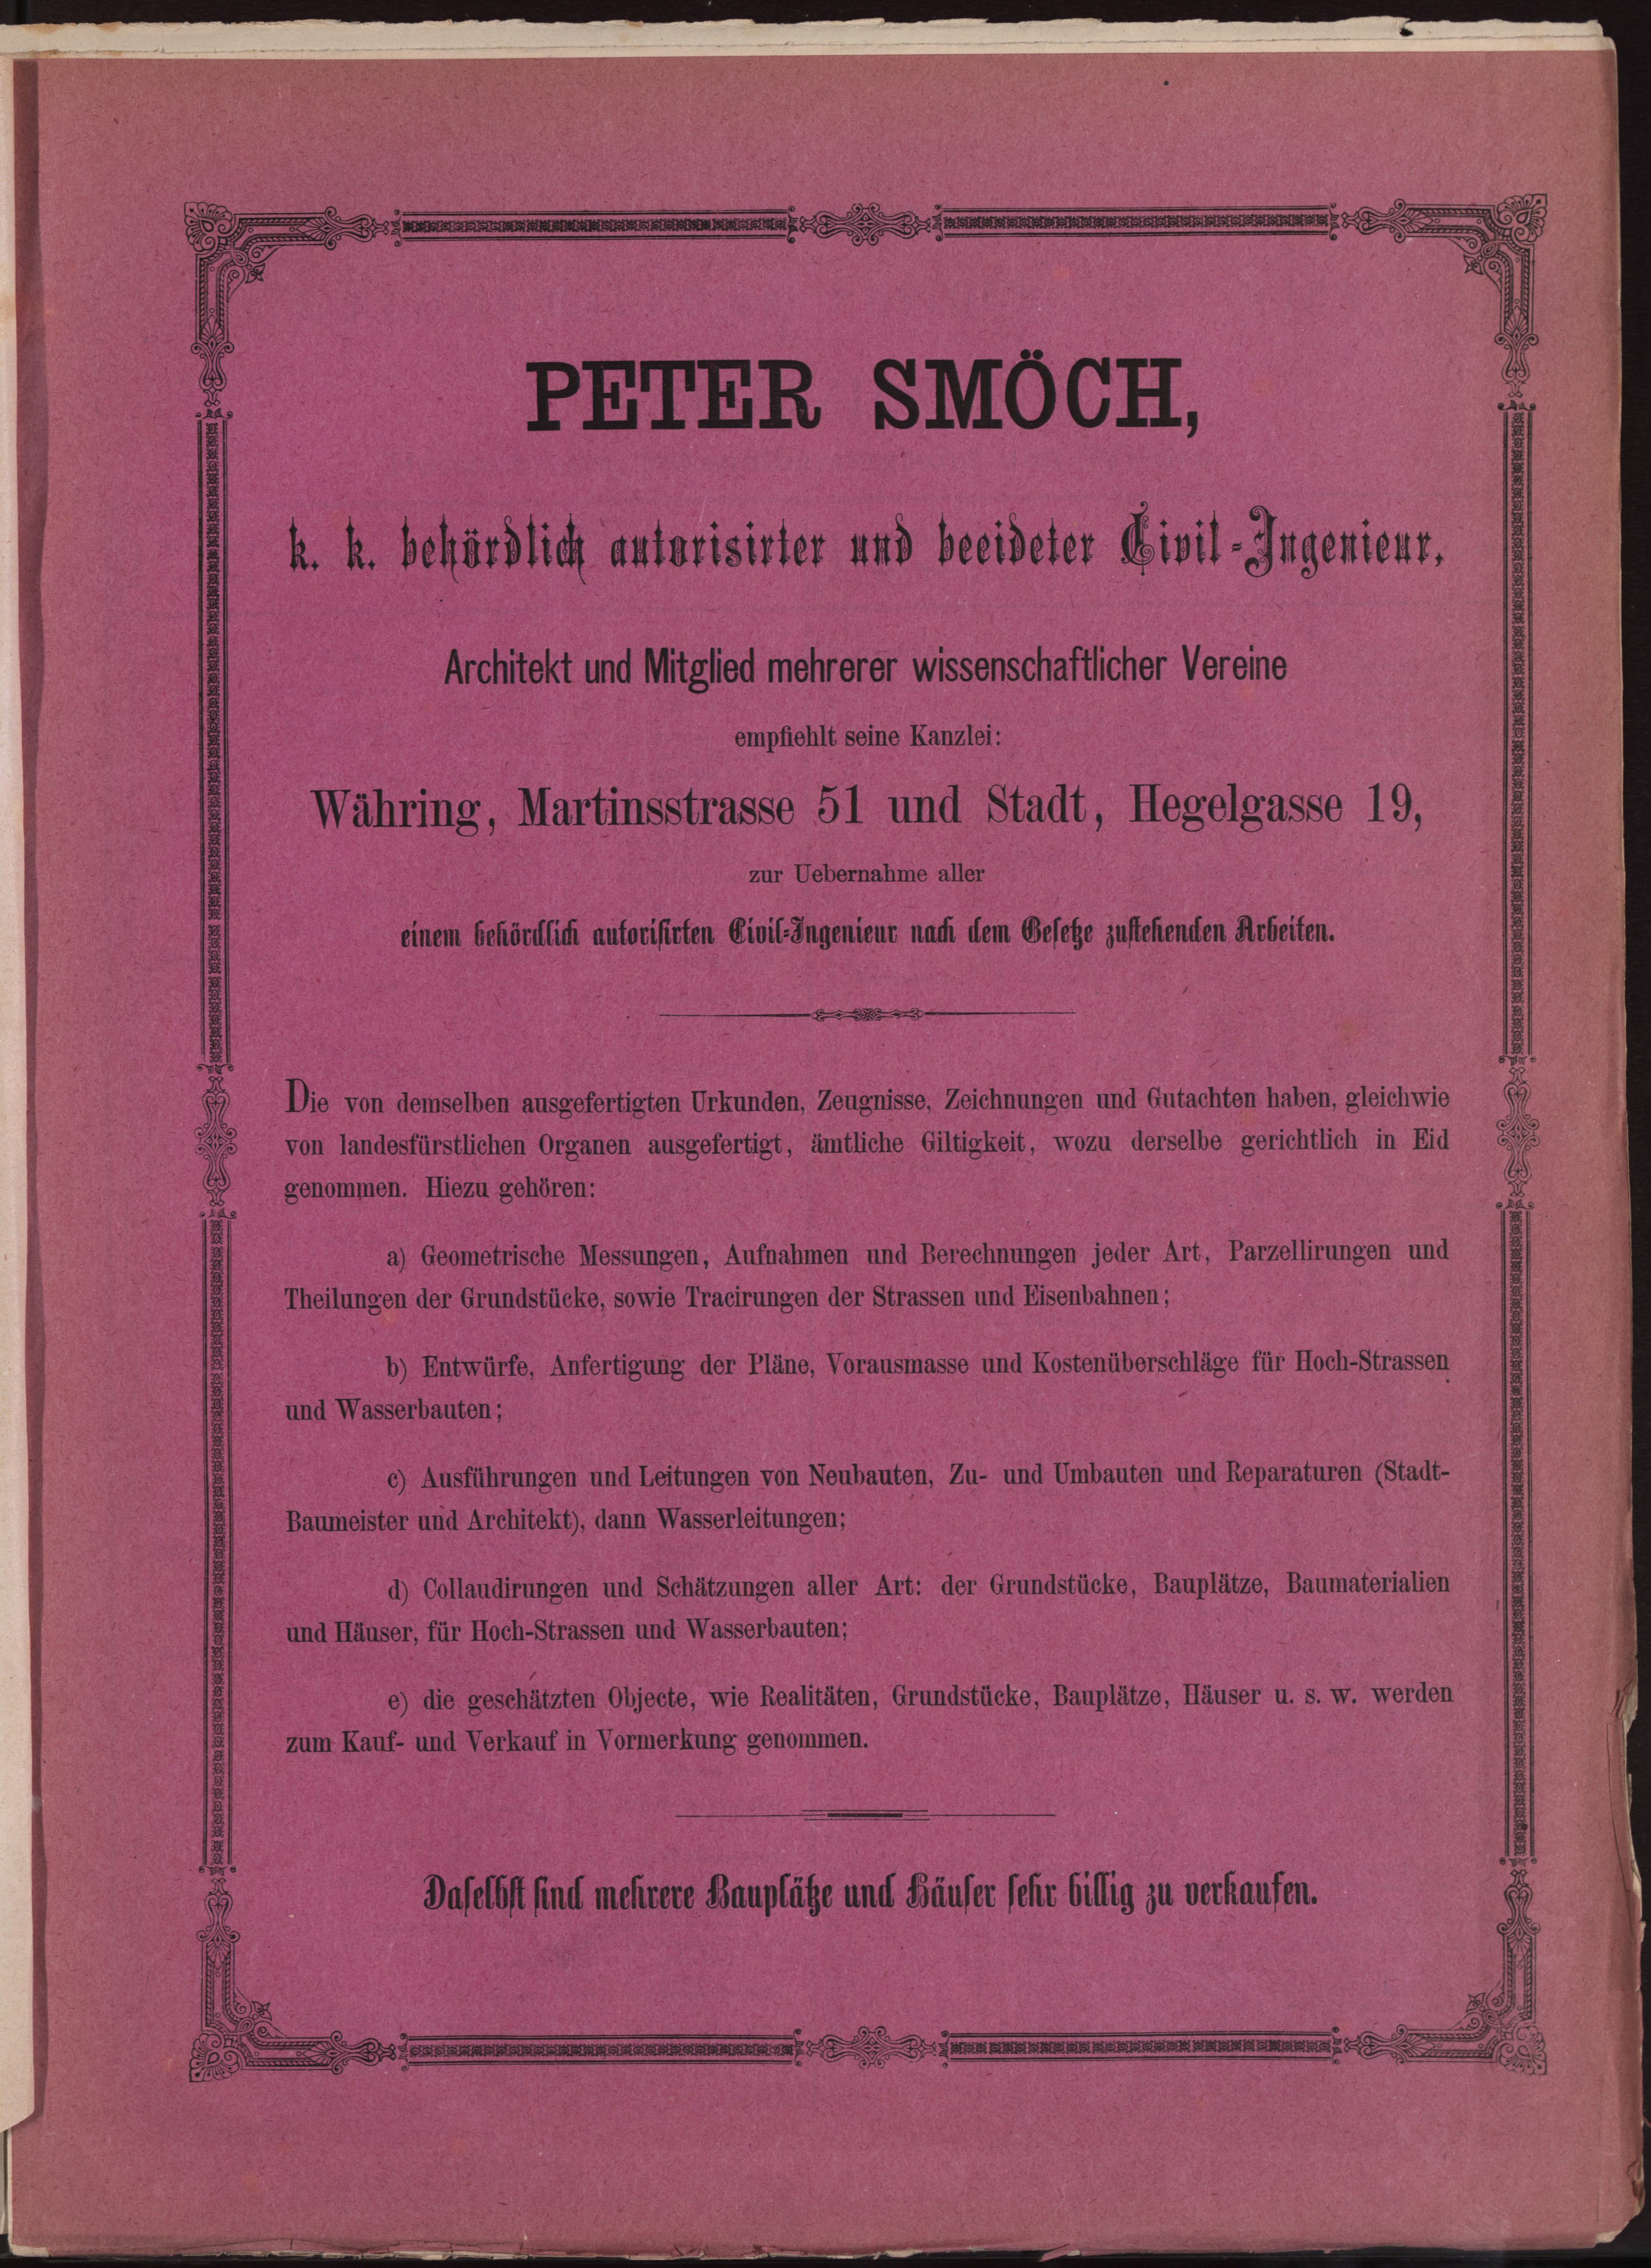 PETER SMÖCH,
k. k. behördlich autorisirter und beeideter Civil-Ingenieur,
Architekt und Mitglied mehrerer wissenschaftlicher Vereine
empfiehlt seine Kanzlei:
Währing, Martinsstrasse 51 und Stadt, Hegelgasse 19,
zur Uebernahme aller
einem behördlich autorisirten Civil-Ingenieur nach dem Gesetze zustehenden Arbeiten.
Die von demselben ausgefertigten Urkunden, Zeugnisse, Zeichnungen und Gutachten haben, gleichwie
von landesfürstlichen Organen ausgefertigt, ämtliche Giltigkeit, wozu derselbe gerichtlich in Eid
genommen. Hiezu gehören:
a) Geometrische Messungen, Aufnahmen und Berechnungen jeder Art, Parzellirungen und
Theilungen der Grundstücke, sowie Tracirungen der Strassen und Eisenbahnen;
b) Entwürfe, Anfertigung der Pläne, Vorausmasse und Kostenüberschläge für Hoch-Strassen
und Wasserbauten;
c) Ausführungen und Leitungen von Neubauten, Zu- und Umbauten und Reparaturen (Stadt-
Baumeister und Architekt), dann Wasserleitungen;
d) Collaudirungen und Schätzungen aller Art: der Grundstücke, Bauplätze, Baumaterialien
und Häuser, für Hoch-Strassen und Wasserbauten;
e) die geschätzten Objecte, wie Realitäten, Grundstücke, Bauplätze, Häuser u. s. w. werden
zum Kauf- und Verkauf in Vormerkung genommen.
Daselbst sind mehrere Bauplätze und Häuser sehr billig zu verkaufen.